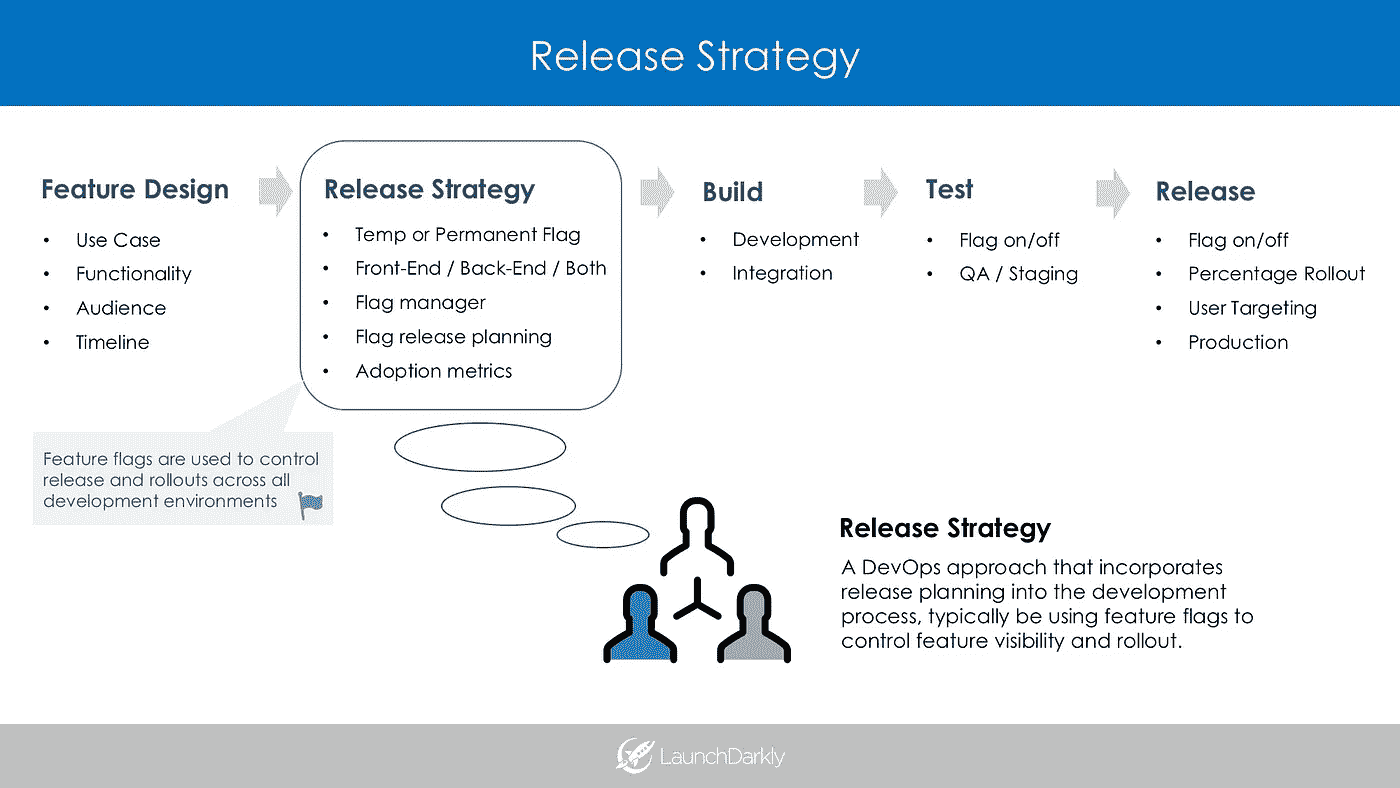 Release Strategy
Feature Design
• Use Case
• Functionality
• Audience
• Timeline
Release Strategy
• Temp or Permanent Flag
• Front-End / Back-End / Both
• Flag manager
• Flag release planning
• Adoption metrics
Build
• Development
• Integration
Test
• Flag on/off
• QA / Staging
Release
• Flag on/off
• Percentage Rollout
• User Targeting
• Production
Feature flags are used to control
release and rollouts across all
development environments
Release Strategy
A DevOps approach that incorporates
release planning into the development
process, typically be using feature flags to
control feature visibility and rollout.
LaunchDarkly